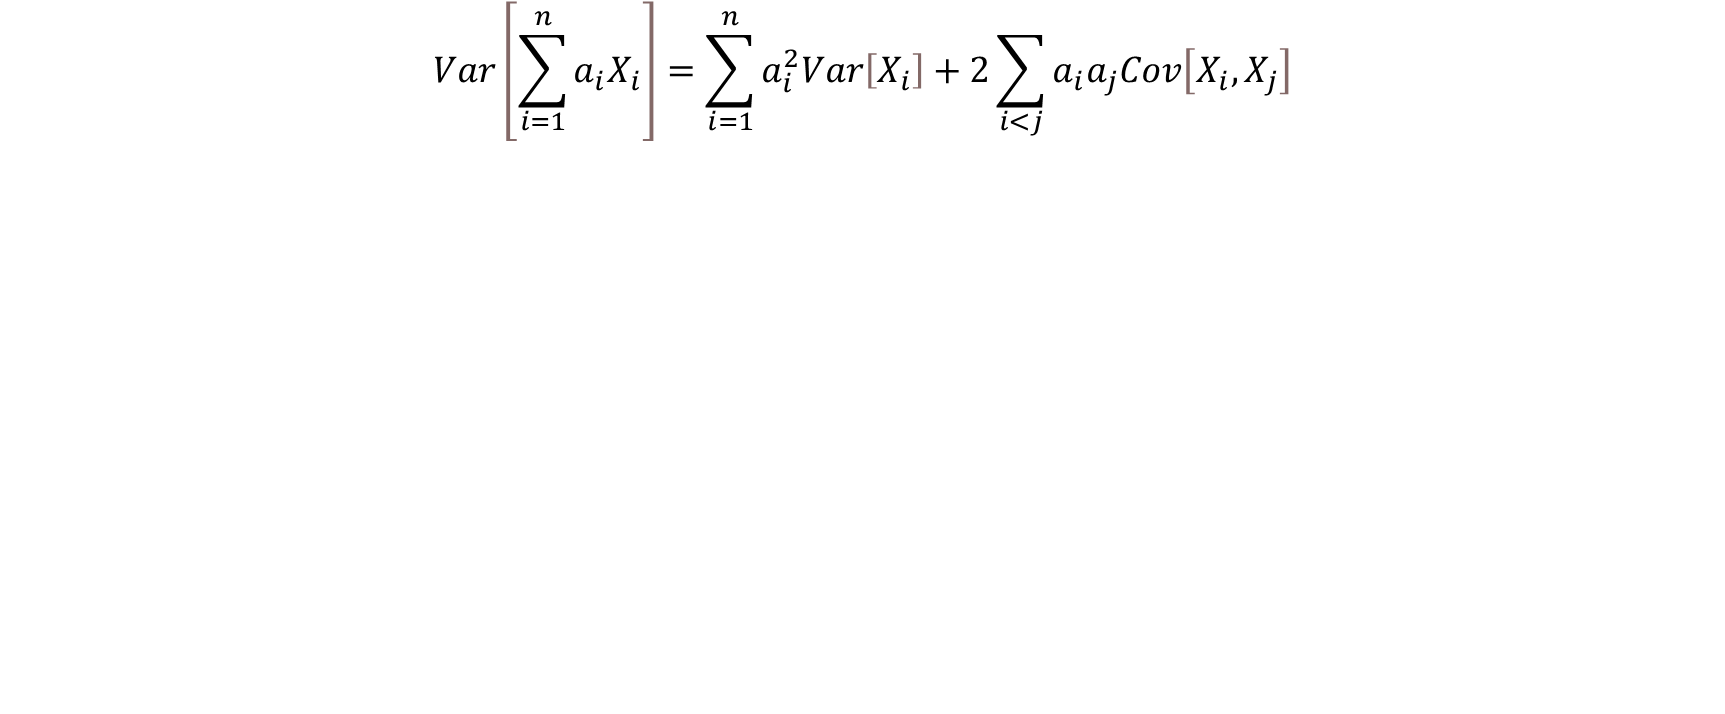 Var[∑_{i=1}^{n} a_i X_i] = ∑_{i=1}^{n} a_i^2 Var[X_i] + 2 ∑_{i<j} a_i a_j Cov[X_i, X_j]